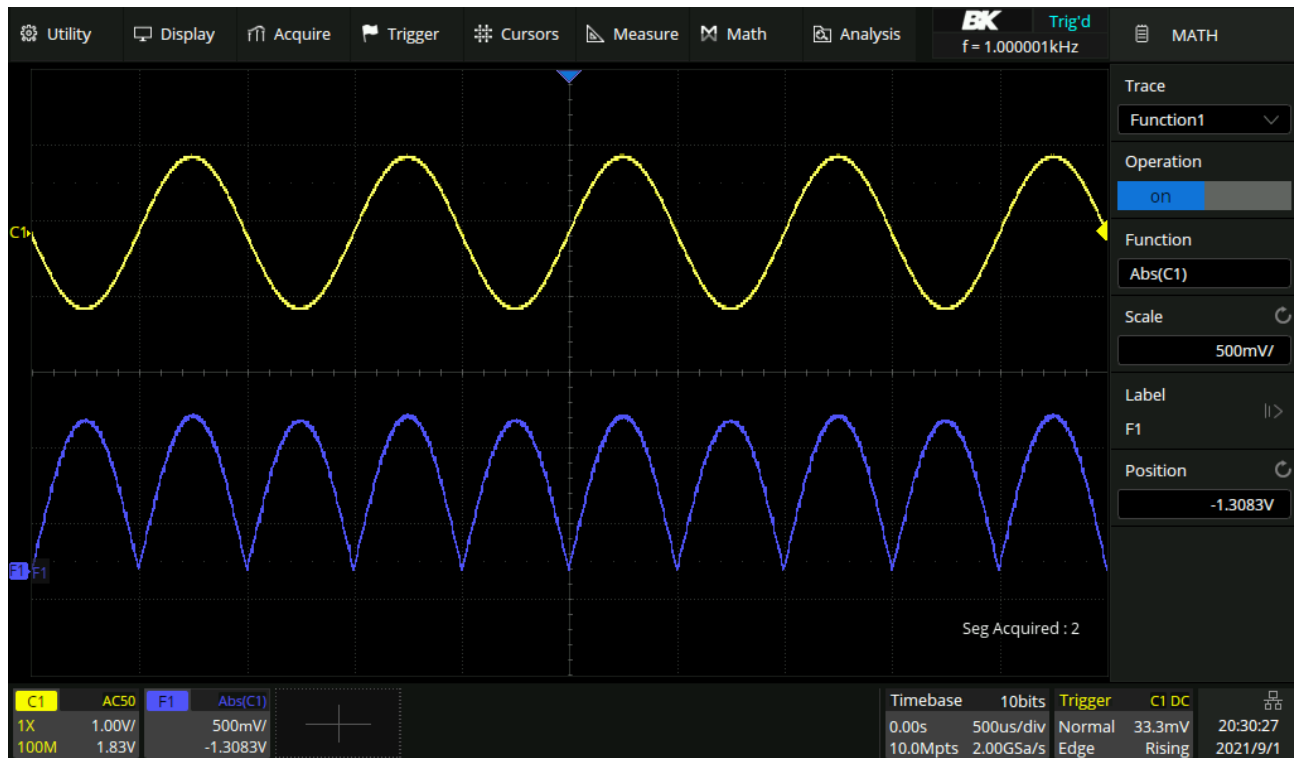 Utility Display Acquire Trigger Cursors Measure Math Analysis
BK Trig'd
f = 1.000001kHz
MATH
Trace
Function1
Operation
on
Function
Abs(C1)
Scale
500mV/
Label
F1
Position
-1.3083V
C1
F1 F1
Seg Acquired : 2
C1 AC50
1X 1.00V/
100M 1.83V
F1 Abs(C1)
500mV/
-1.3083V
Timebase 10bits
0.00s 500us/div
10.0Mpts 2.00GSa/s
Trigger C1 DC
Normal 33.3mV
Edge Rising
20:30:27
2021/9/1